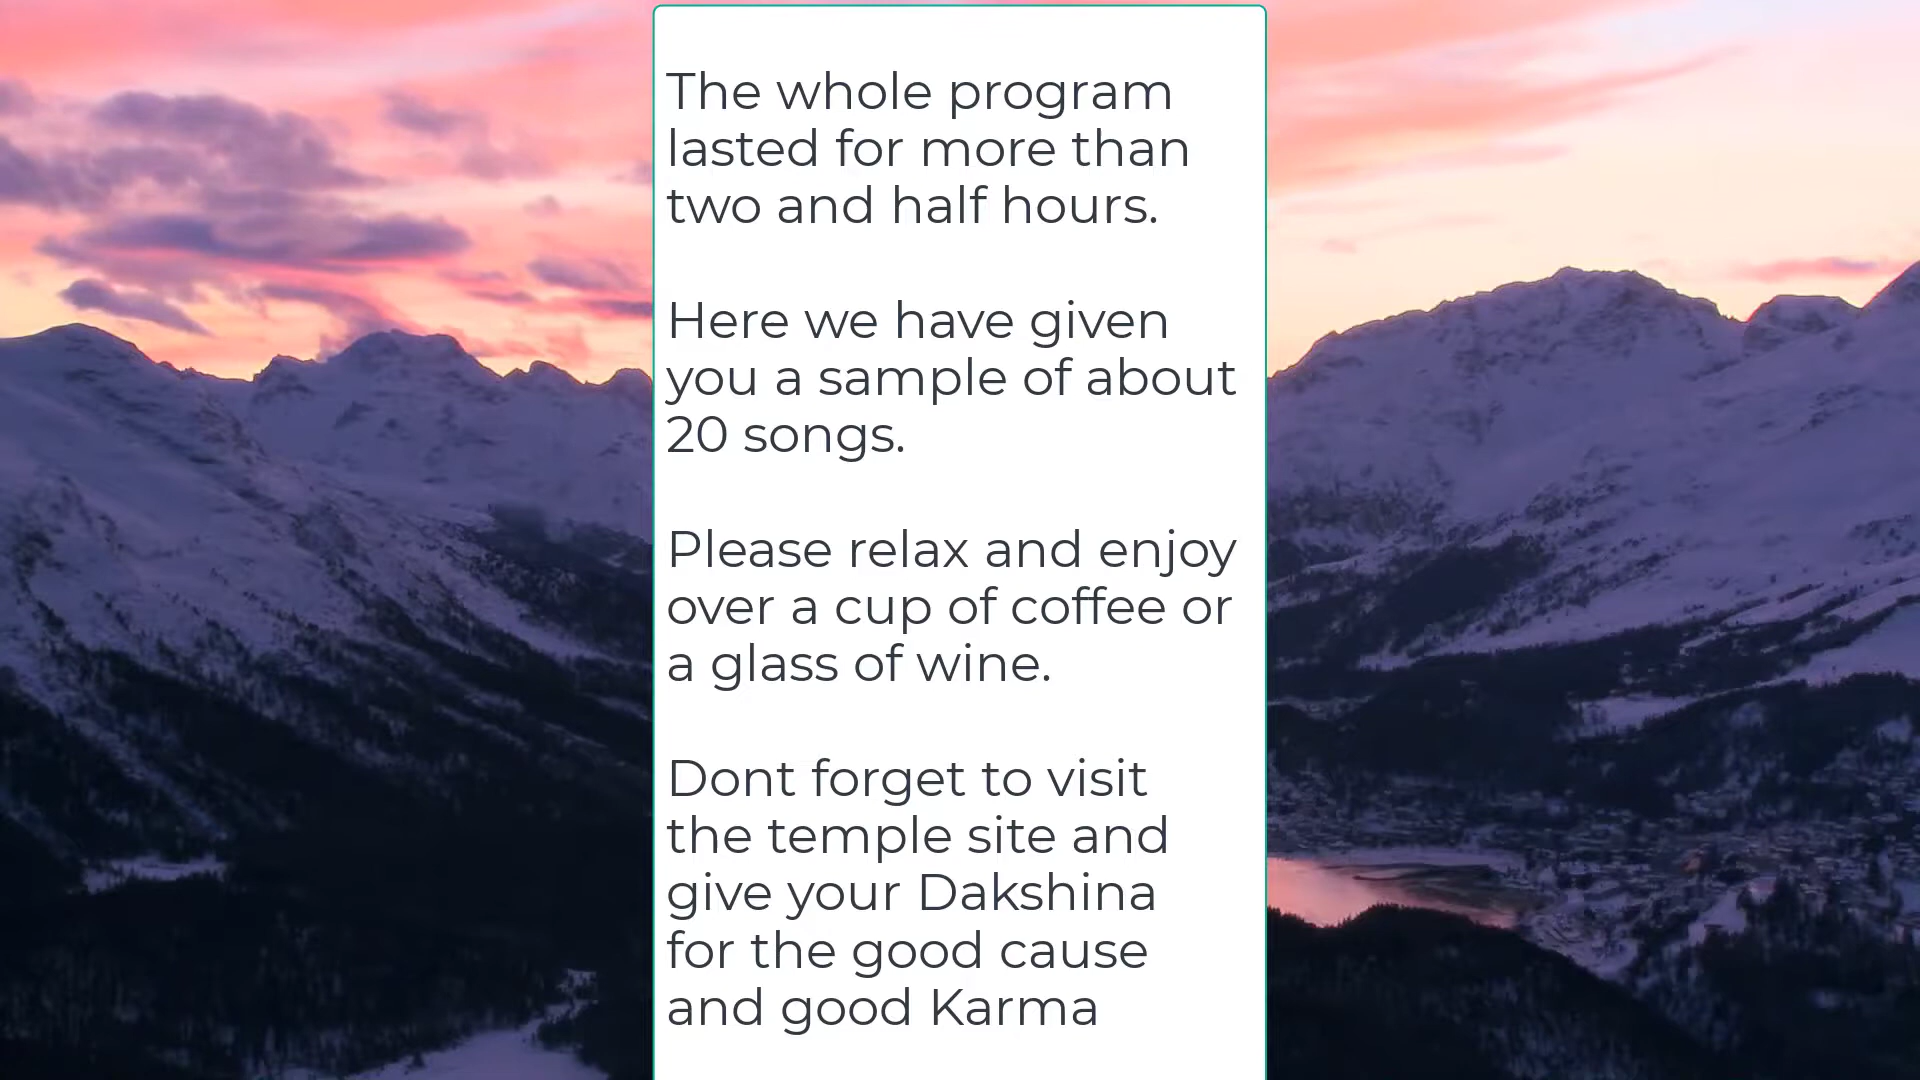 The whole program
lasted for more than
two and half hours.
Here we have given
you a sample of about
20 songs.
Please relax and enjoy
over a cup of coffee or
a glass of wine.
Dont forget to visit
the temple site and
give your Dakshina
for the good cause
and good Karma